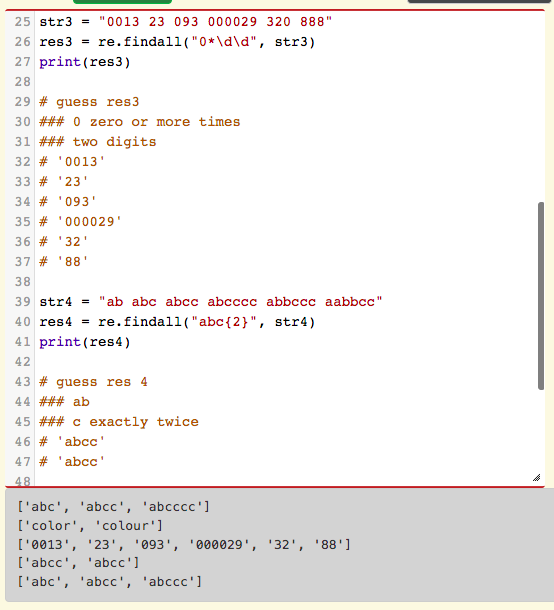 25 str3 = "0013 23 093 000029 320 888"
26 res3 = re.findall("0*\d\d", str3)
27 print(res3)
28
29 # guess res3
30 ### 0 zero or more times
31 ### two digits
32 # '0013'
33 # '23'
34 # '093'
35 # '000029'
36 # '32'
37 # '88'
38
39 str4 = "ab abc abcc abcccc abbccc aabbcc"
40 res4 = re.findall("abc{2}", str4)
41 print(res4)
42
43 # guess res 4
44 ### ab
45 ### c exactly twice
46 # 'abcc'
47 # 'abcc'
48
['abc', 'abcc', 'abcccc']
['color', 'colour']
['0013', '23', '093', '000029', '32', '88']
['abcc', 'abcc']
['abc', 'abcc', 'abccc']